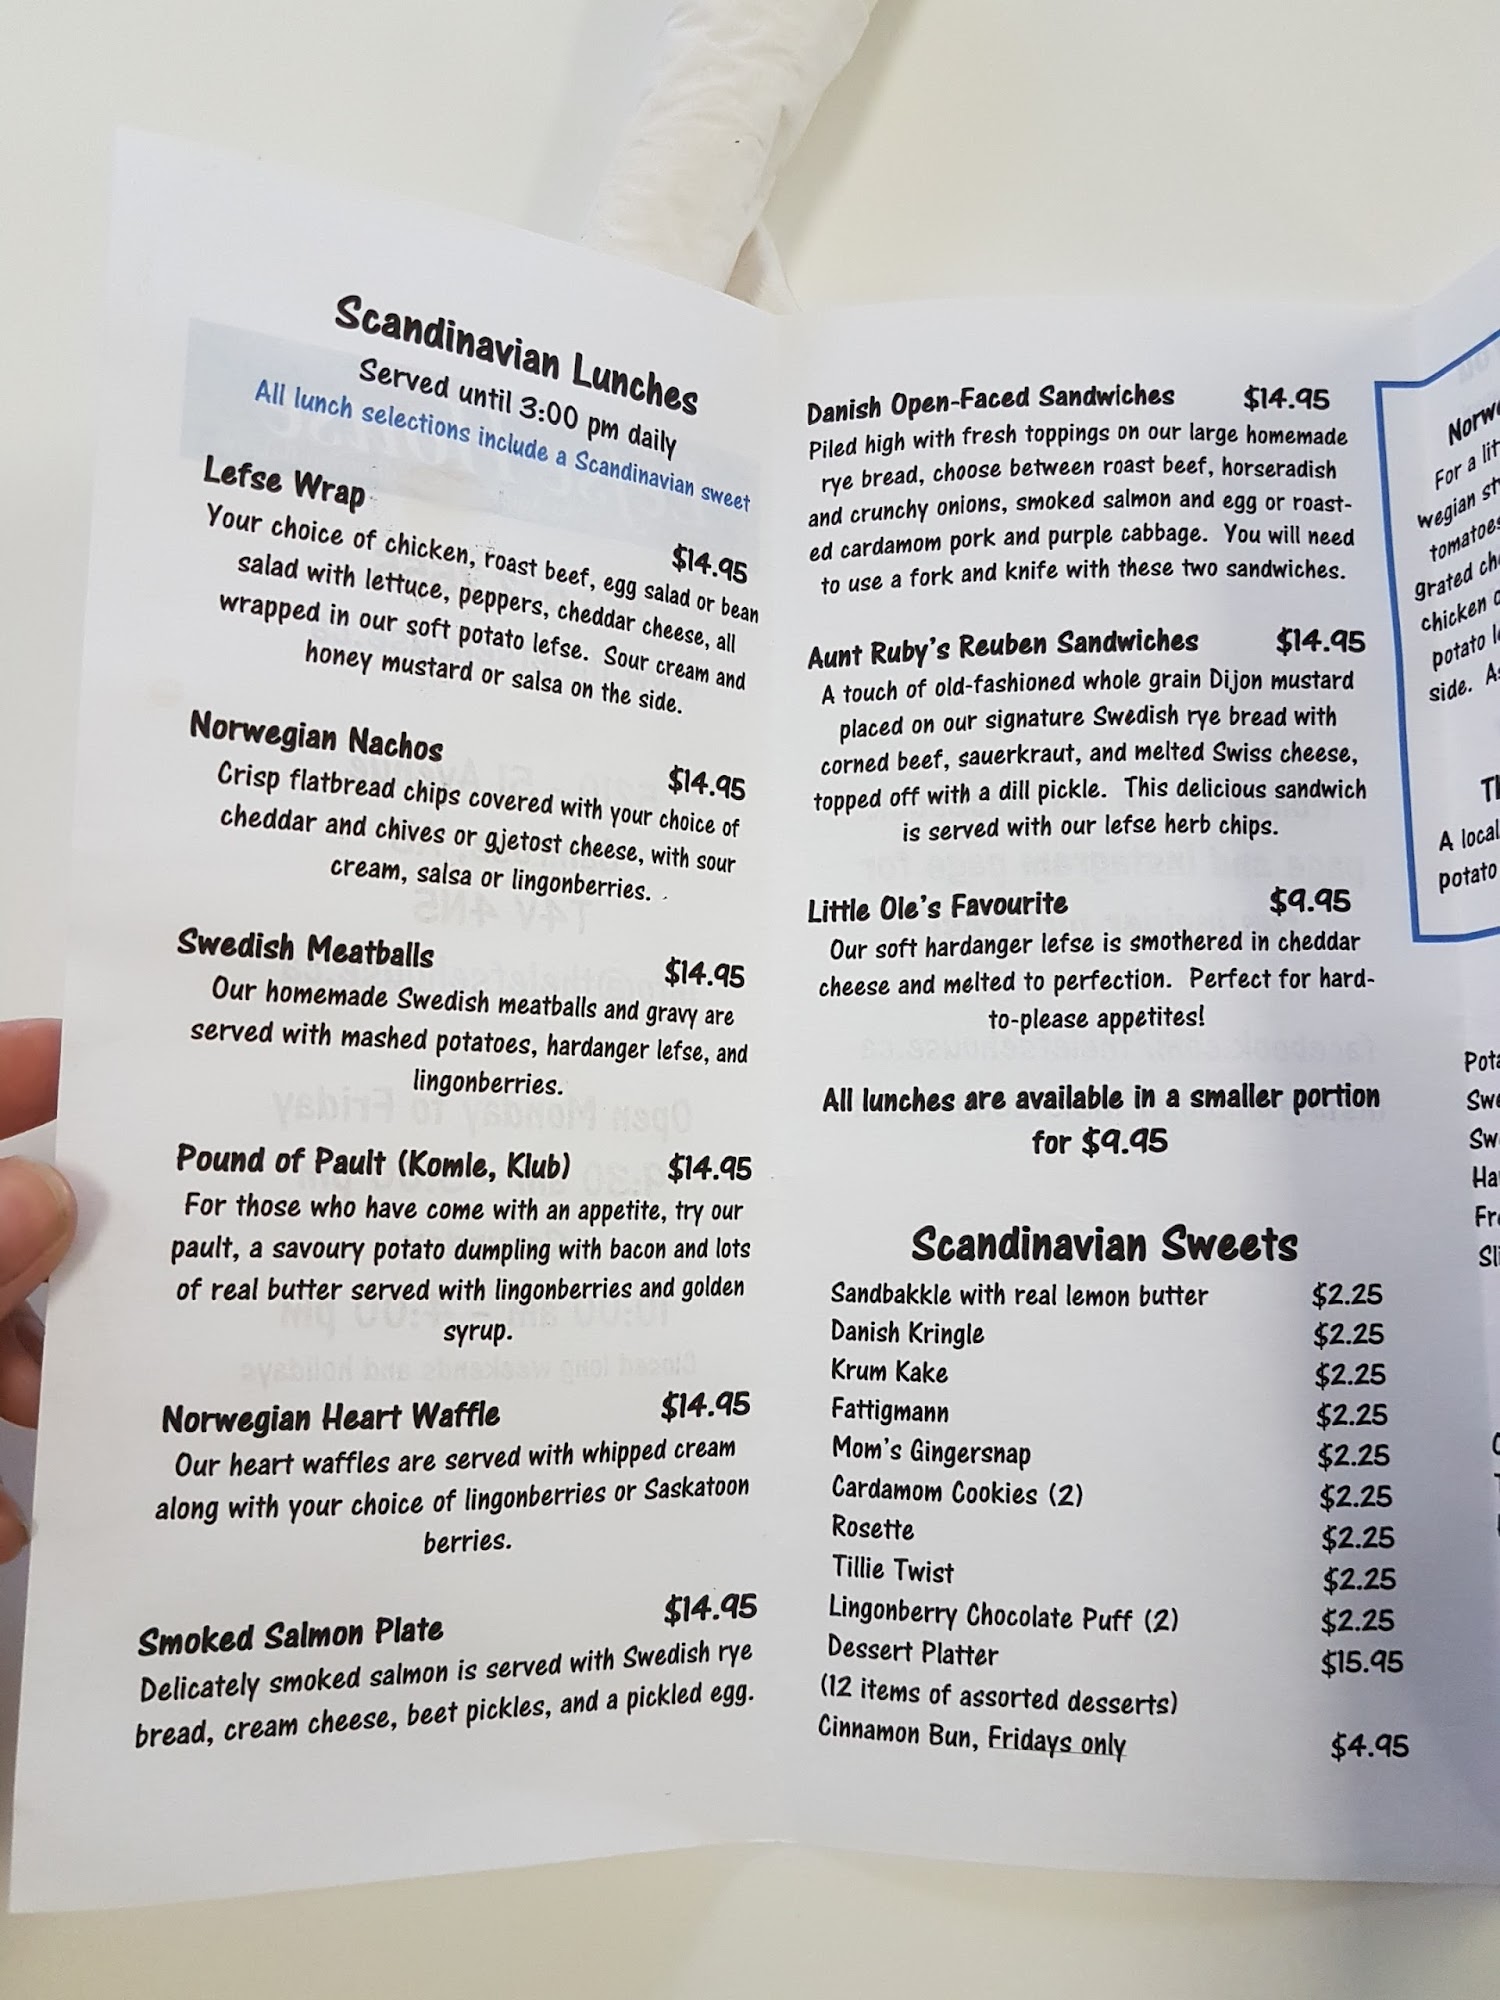 Scandinavian Lunches
Served until 3:00 pm daily
All lunch selections include a Scandinavian sweet
Lefse Wrap $14.95
Your choice of chicken, roast beef, egg salad or bean
salad with lettuce, peppers, cheddar cheese, all
wrapped in our soft potato lefse. Sour cream and
honey mustard or salsa on the side.
Norwegian Nachos $14.95
Crisp flatbread chips covered with your choice of
cheddar and chives or gjetost cheese, with sour
cream, salsa or lingonberries.
Swedish Meatballs $14.95
Our homemade Swedish meatballs and gravy are
served with mashed potatoes, hardanger lefse, and
lingonberries.
Pound of Pault (Komle, Klub) $14.95
For those who have come with an appetite, try our
pault, a savoury potato dumpling with bacon and lots
of real butter served with lingonberries and golden
syrup.
Norwegian Heart Waffle $14.95
Our heart waffles are served with whipped cream
along with your choice of lingonberries or Saskatoon
berries.
Smoked Salmon Plate $14.95
Delicately smoked salmon is served with Swedish rye
bread, cream cheese, beet pickles, and a pickled egg.
Danish Open-Faced Sandwiches $14.95
Piled high with fresh toppings on our large homemade
rye bread, choose between roast beef, horseradish
and crunchy onions, smoked salmon and egg or roast-
ed cardamom pork and purple cabbage. You will need
to use a fork and knife with these two sandwiches.
Aunt Ruby's Reuben Sandwiches $14.95
A touch of old-fashioned whole grain Dijon mustard
placed on our signature Swedish rye bread with
corned beef, sauerkraut, and melted Swiss cheese,
topped off with a dill pickle. This delicious sandwich
is served with our lefse herb chips.
Little Ole's Favourite $9.95
Our soft hardanger lefse is smothered in cheddar
cheese and melted to perfection. Perfect for hard-
to-please appetites!
All lunches are available in a smaller portion
for $9.95
Scandinavian Sweets
Sandbakkle with real lemon butter $2.25
Danish Kringle $2.25
Krum Kake $2.25
Fattigmann $2.25
Mom's Gingersnap $2.25
Cardamom Cookies (2) $2.25
Rosette $2.25
Tillie Twist $2.25
Lingonberry Chocolate Puff (2) $2.25
Dessert Platter $15.95
(12 items of assorted desserts)
Cinnamon Bun, Fridays only $4.95
For a
wegian
tomatoes
grated
chicken
potato
side.
A local
potato